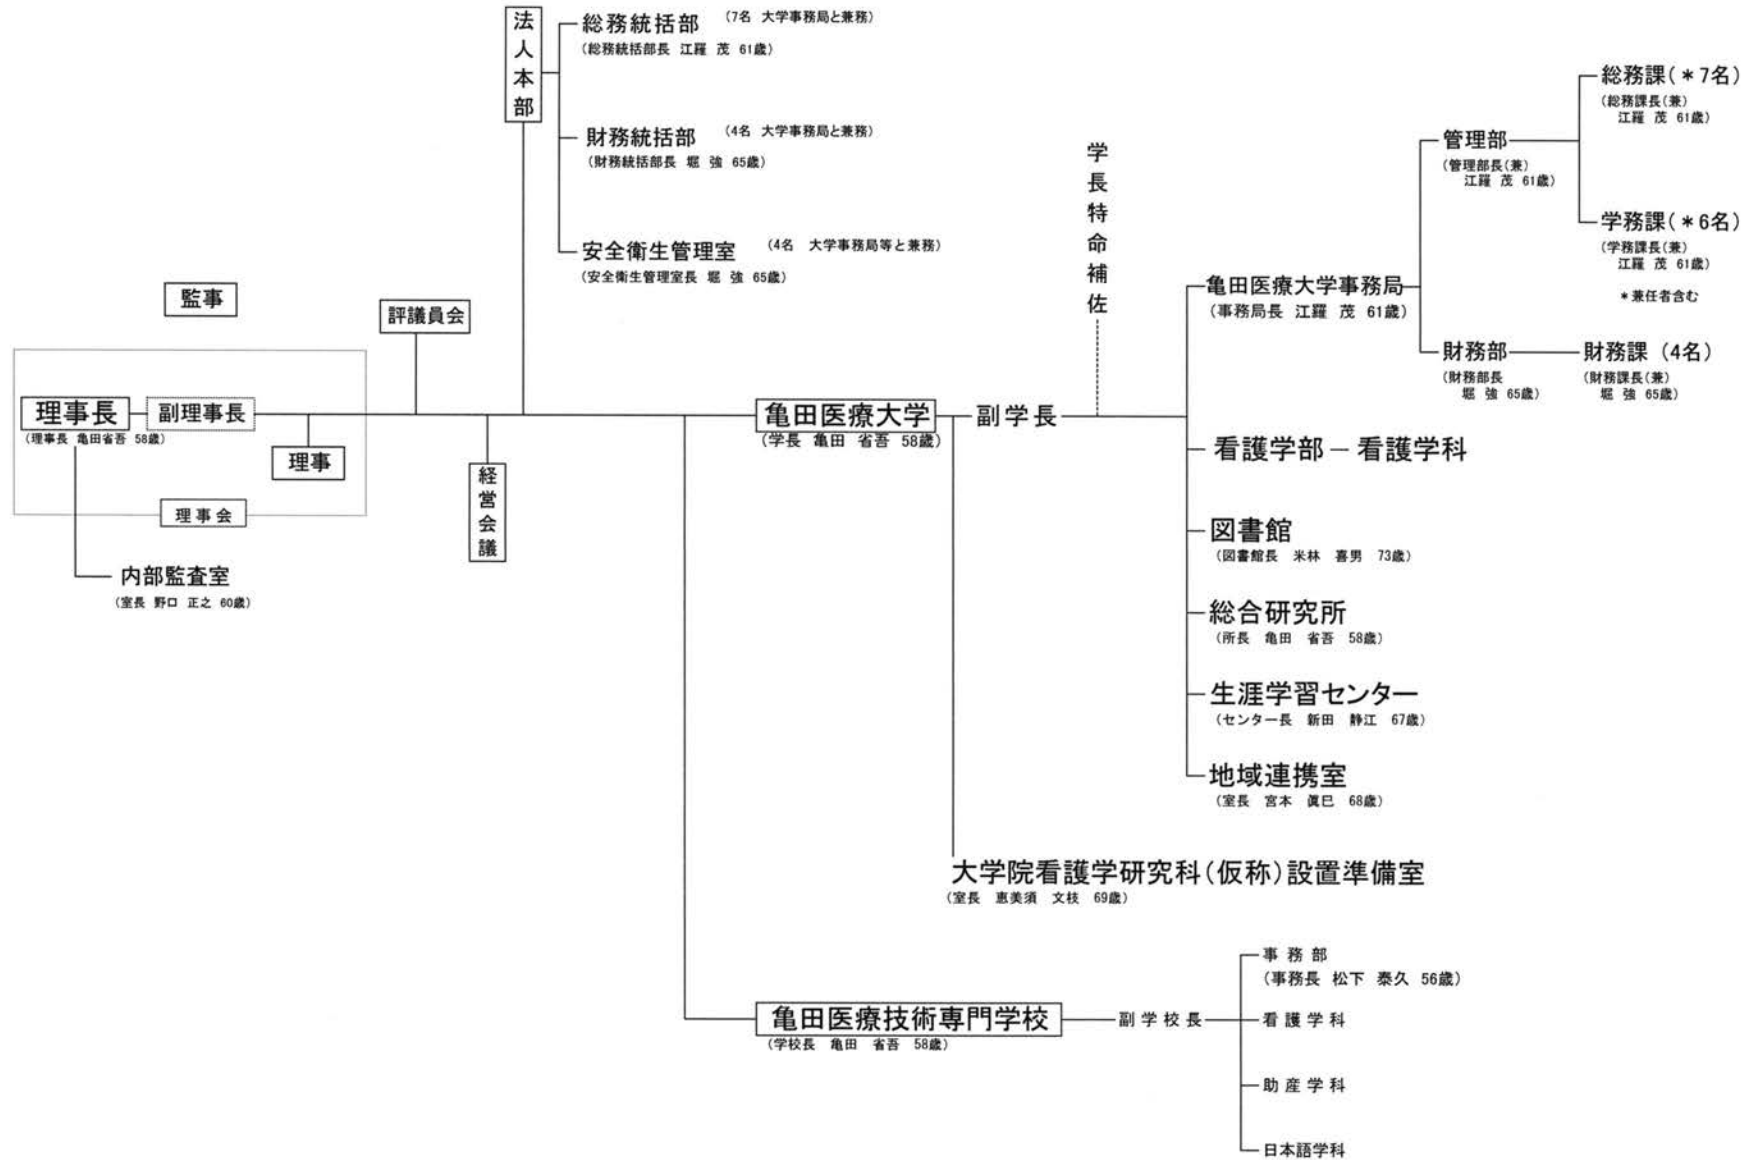 法人本部
総務統括部 (7名 大学事務局と兼務)
(総務統括部長 江羅 茂 61歳)
財務統括部 (4名 大学事務局と兼務)
(財務統括部長 堀 強 65歳)
安全衛生管理室 (4名 大学事務局等と兼務)
(安全衛生管理室長 堀 強 65歳)
監事
評議員会
理事長
(理事長 亀田省吾 58歳)
副理事長
理事
理事会
内部監査室
(室長 野口 正之 60歳)
経営会議
亀田医療大学
(学長 亀田 省吾 58歳)
副学長
学長特命補佐
亀田医療大学事務局
(事務局長 江羅 茂 61歳)
管理部
(管理部長(兼)
江羅 茂 61歳)
総務課(*7名)
(総務課長(兼)
江羅 茂 61歳)
学務課(*6名)
(学務課長(兼)
江羅 茂 61歳)
*兼任者含む
財務部
(財務部長
堀 強 65歳)
財務課 (4名)
(財務課長(兼)
堀 強 65歳)
看護学部 － 看護学科
図書館
(図書館長 米林 喜男 73歳)
総合研究所
(所長 亀田 省吾 58歳)
生涯学習センター
(センター長 新田 静江 67歳)
地域連携室
(室長 宮本 眞巳 68歳)
大学院看護学研究科(仮称)設置準備室
(室長 恵美須 文枝 69歳)
亀田医療技術専門学校
(学校長 亀田 省吾 58歳)
副学校長
事務部
(事務長 松下 泰久 56歳)
看護学科
助産学科
日本語学科